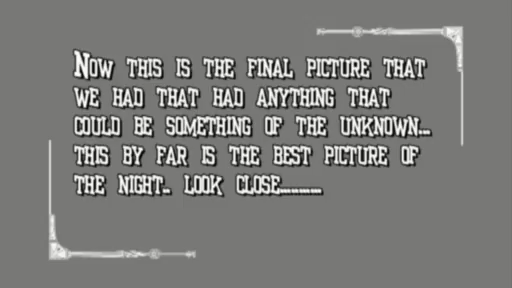 Now this is the final picture that
we had that had anything that
could be something of the unknown...
this by far is the best picture of
the night.. Look close...........